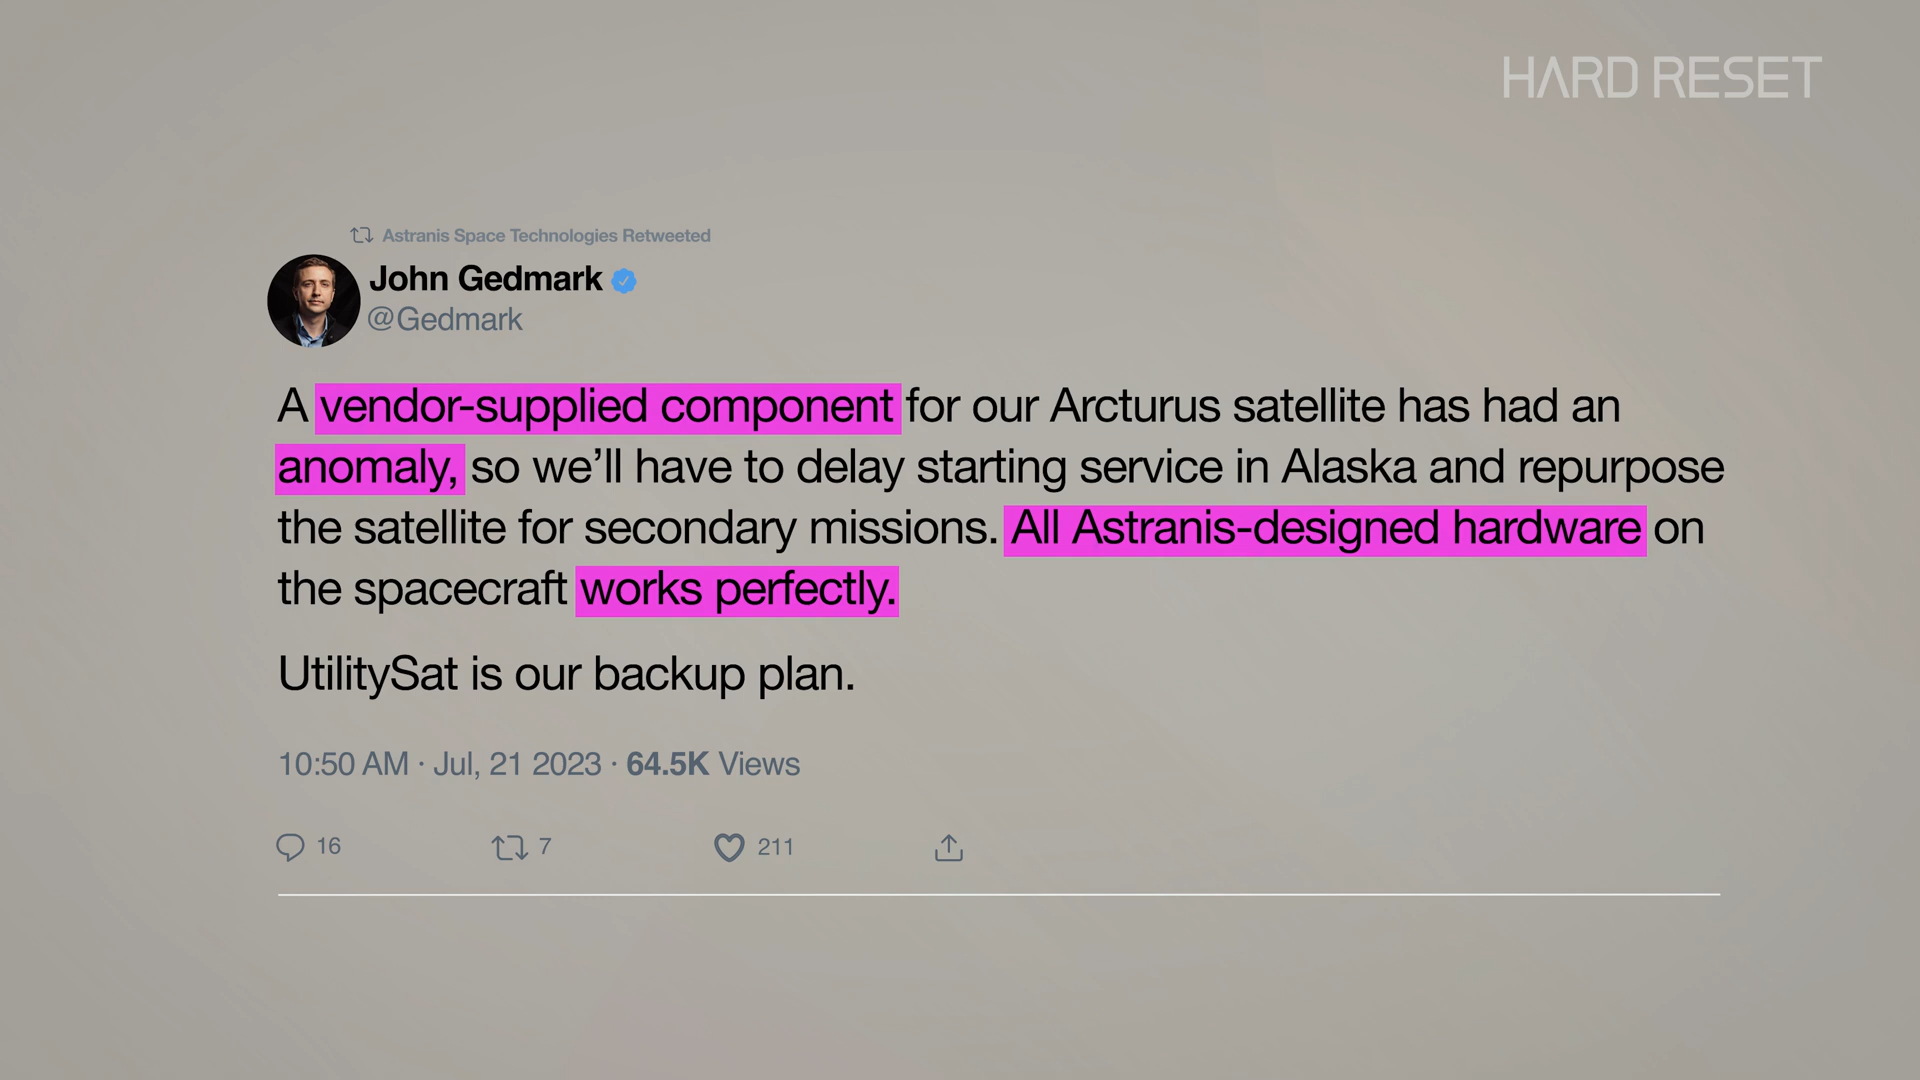 HARD RESET
Astranis Space Technologies Retweeted
John Gedmark
@Gedmark
A vendor-supplied component for our Arcturus satellite has had an
anomaly, so we’ll have to delay starting service in Alaska and repurpose
the satellite for secondary missions. All Astranis-designed hardware on
the spacecraft works perfectly.
UtilitySat is our backup plan.
10:50 AM · Jul, 21 2023 · 64.5K Views
16 7 211